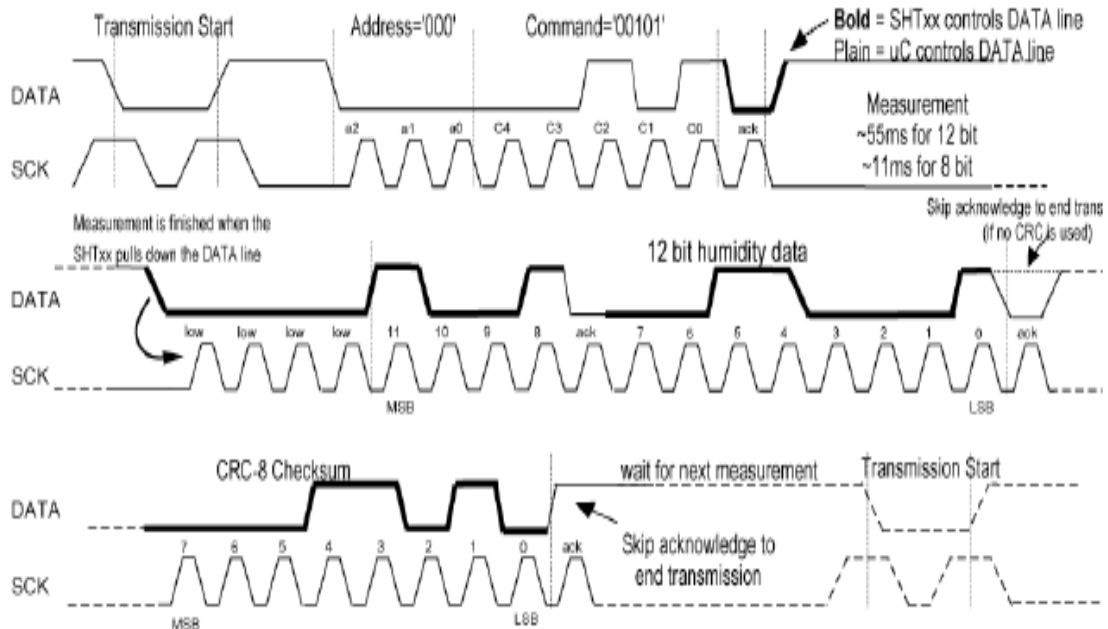 Transmission Start Address='000' Command='00101' Bold = SHTxx controls DATA line
Plain = uC controls DATA line
DATA
Measurement
a2 a1 a0 C4 C3 C2 C1 C0 ack
~55ms for 12 bit
SCK
~11ms for 8 bit
Measurement is finished when the
SHTxx pulls down the DATA line
Skip acknowledge to end trans
(if no CRC is used)
12 bit humidity data
DATA
low low low low 11 10 9 8 ack 7 6 5 4 3 2 1 0 ack
SCK
MSB LSB
CRC-8 Checksum wait for next measurement Transmission Start
DATA
7 6 5 4 3 2 1 0 ack
Skip acknowledge to
end transmission
SCK
MSB LSB